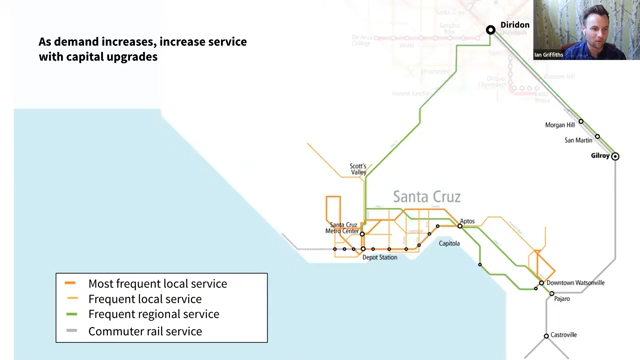 As demand increases, increase service
with capital upgrades
Diridon
Ian Griffiths
Morgan Hill
San Martin
Gilroy
Scott's
Valley
Santa Cruz
Santa Cruz
Metro Center
Aptos
Capitola
Depot Station
Downtown Watsonville
Pajaro
Castroville
Most frequent local service
Frequent local service
Frequent regional service
Commuter rail service